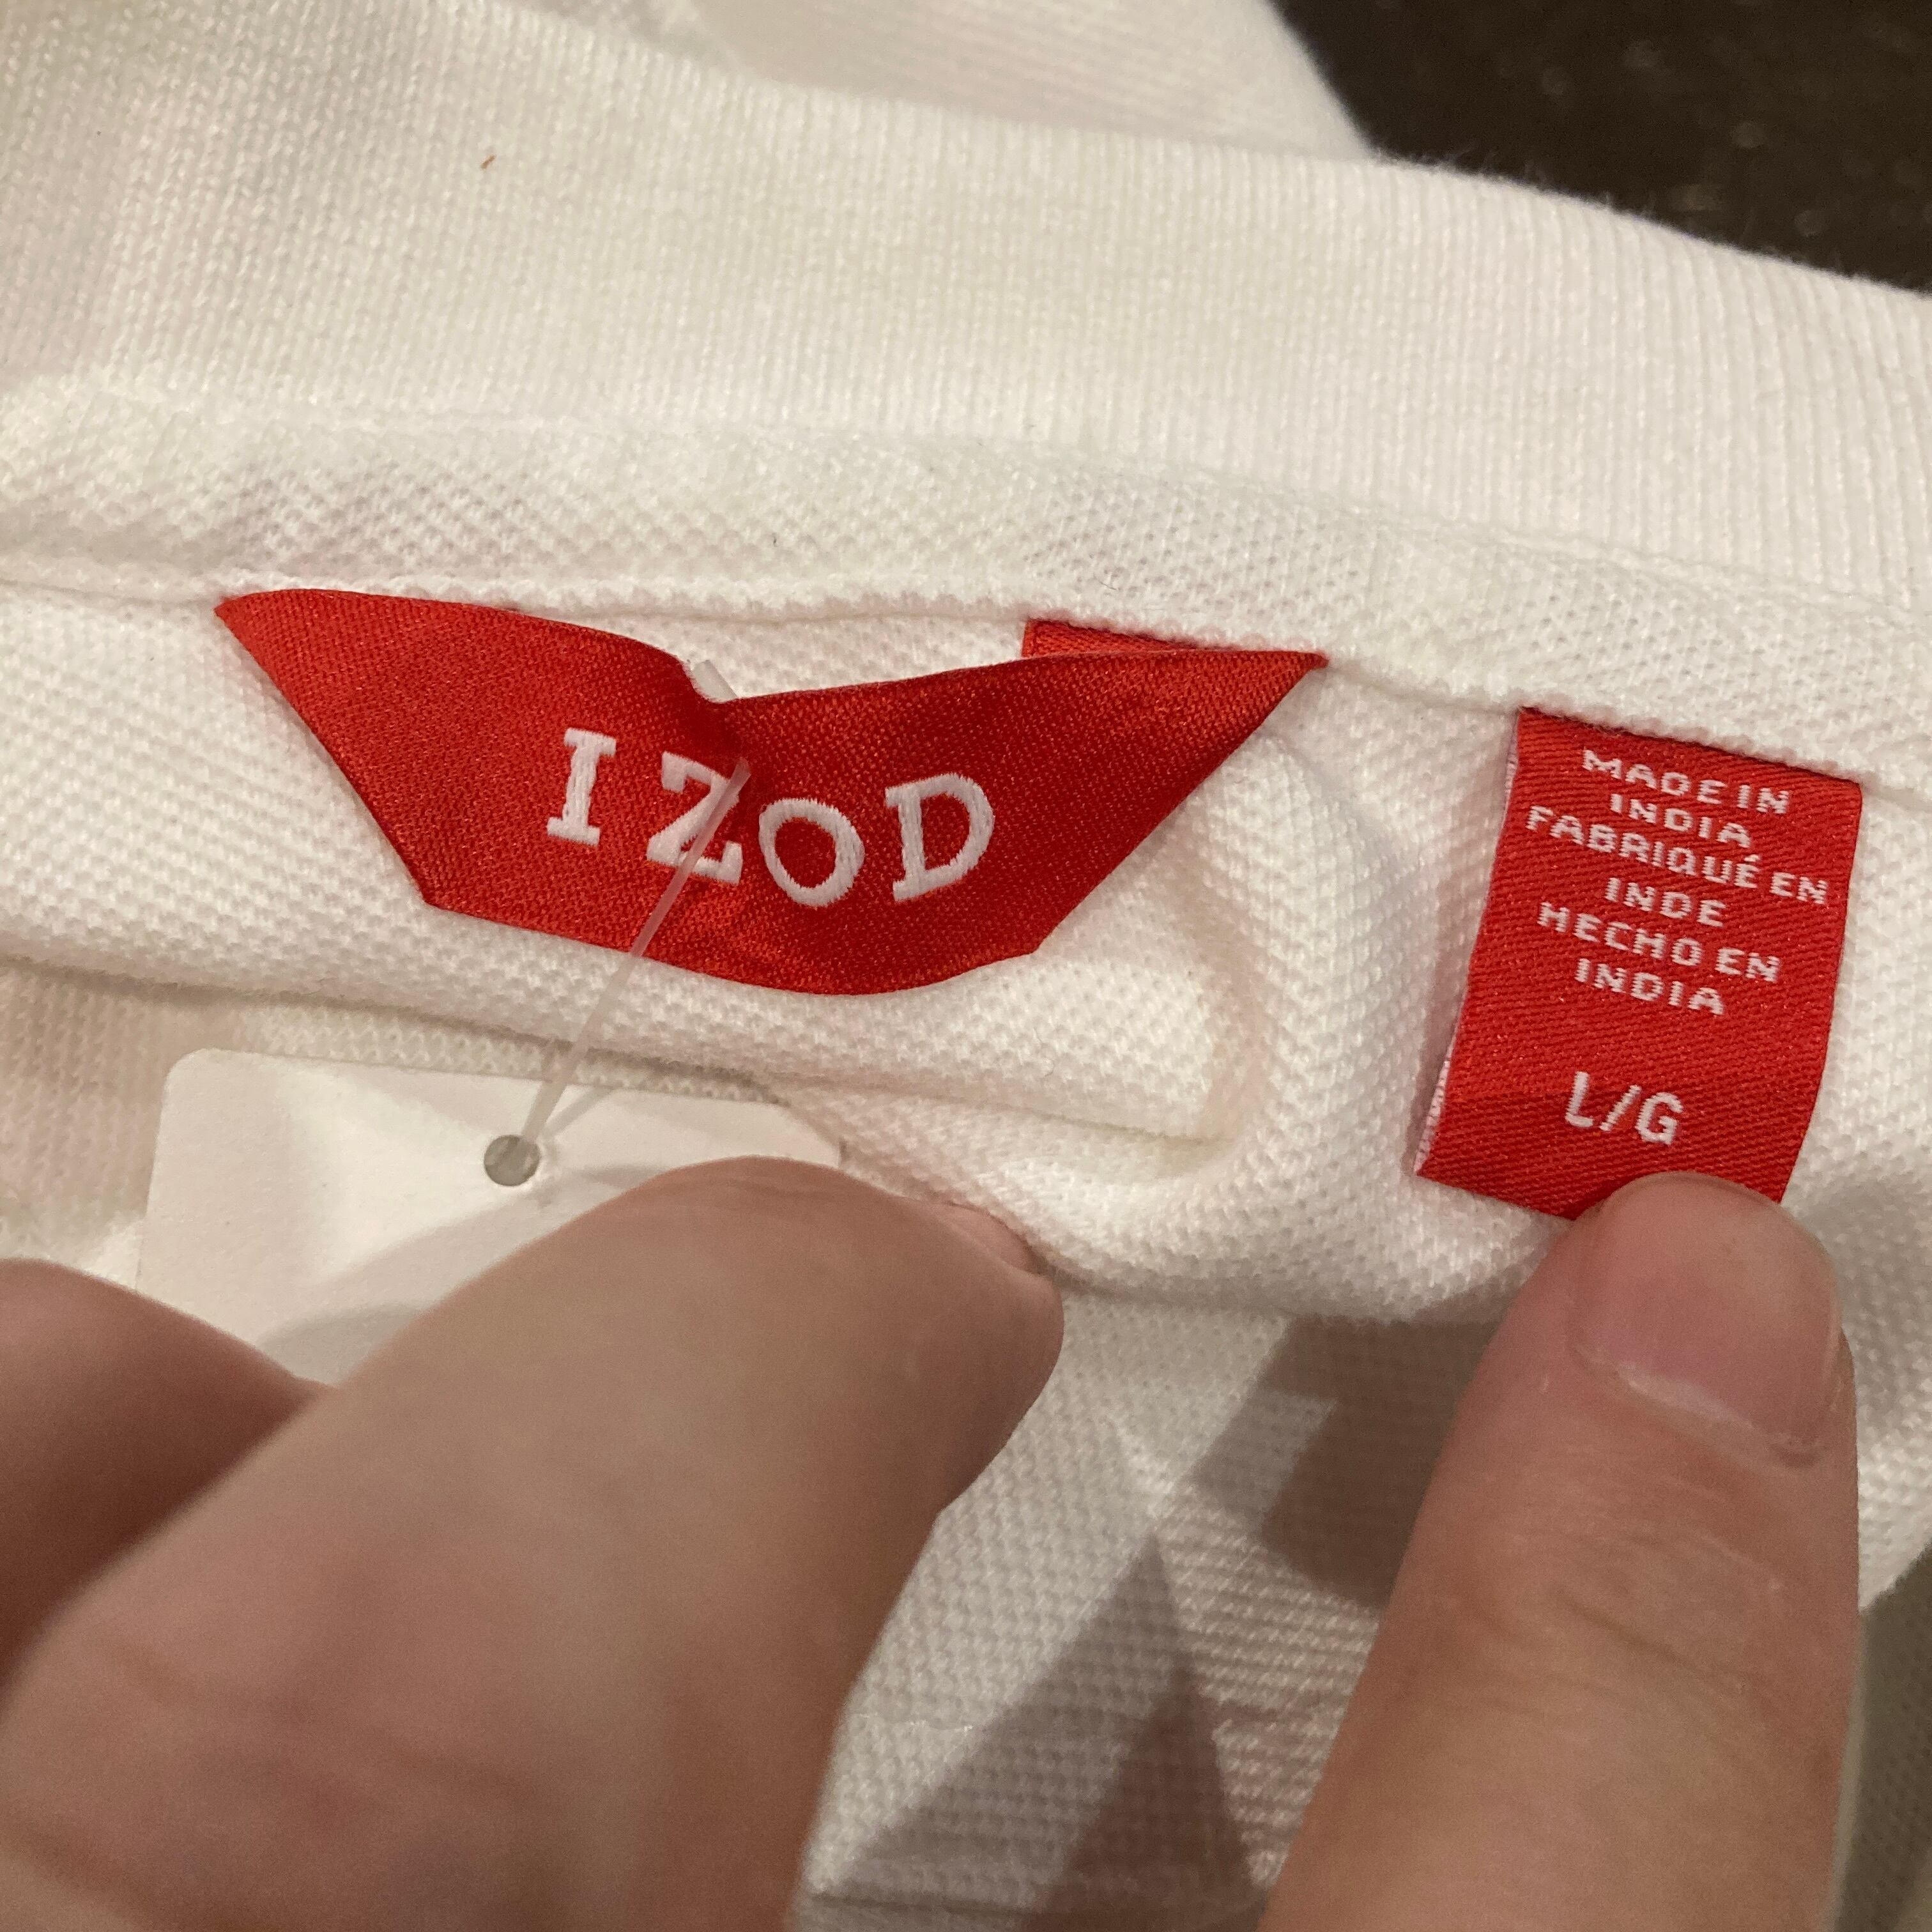 IZOD
MADE IN
INDIA
FABRIQUÉ EN
INDE
HECHO EN
INDIA
L/G